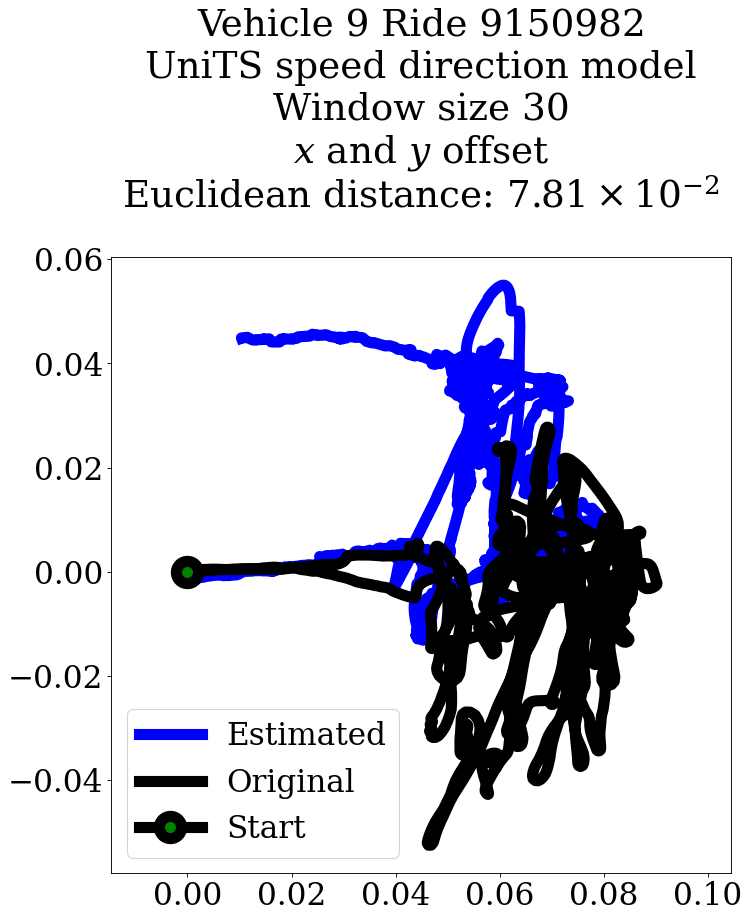 Vehicle 9 Ride 9150982
UniTS speed direction model
Window size 30
x and y offset
Euclidean distance: 7.81 × 10⁻²
0.06
0.04
0.02
0.00
−0.02
−0.04
Estimated
Original
Start
0.00 0.02 0.04 0.06 0.08 0.10